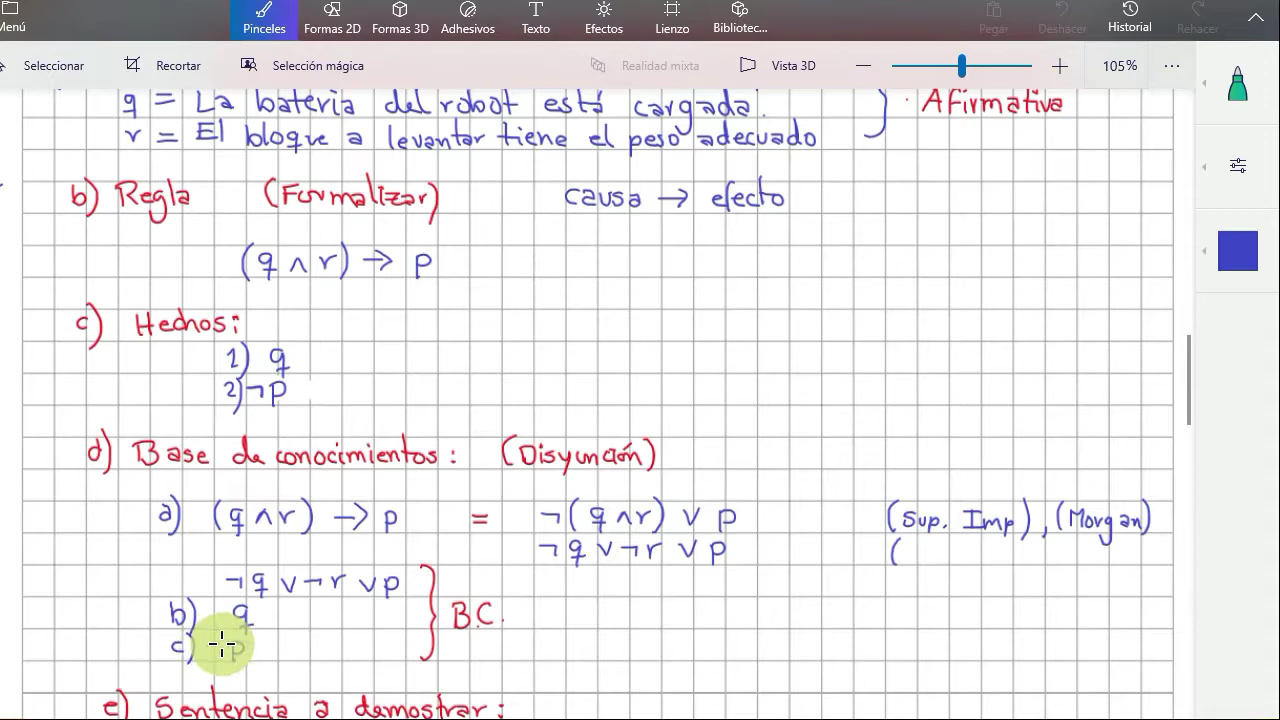 Menú
Pinceles
Formas 2D
Formas 3D
Adhesivos
Texto
Efectos
Lienzo
Bibliotec...
Pegar
Deshacer
Historial
Rehacer
Seleccionar
Recortar
Selección mágica
Realidad mixta
Vista 3D
105%
q = La bateria del robot está cargada.
Afirmativa
r = El bloque a levantar tiene el peso adecuado
b) Regla (Formalizar) causa → efecto
(q ∧ r) → p
c) Hechos:
1) q
2) ¬p
d) Base de conocimientos: (Disyunción)
a) (q ∧ r) → p = ¬(q ∧ r) ∨ p (Sup. Imp), (Morgan)
¬q ∨ ¬r ∨ p (
¬q ∨ ¬r ∨ p
b) q B.C.
c) p
e) Sentencia a demostrar: